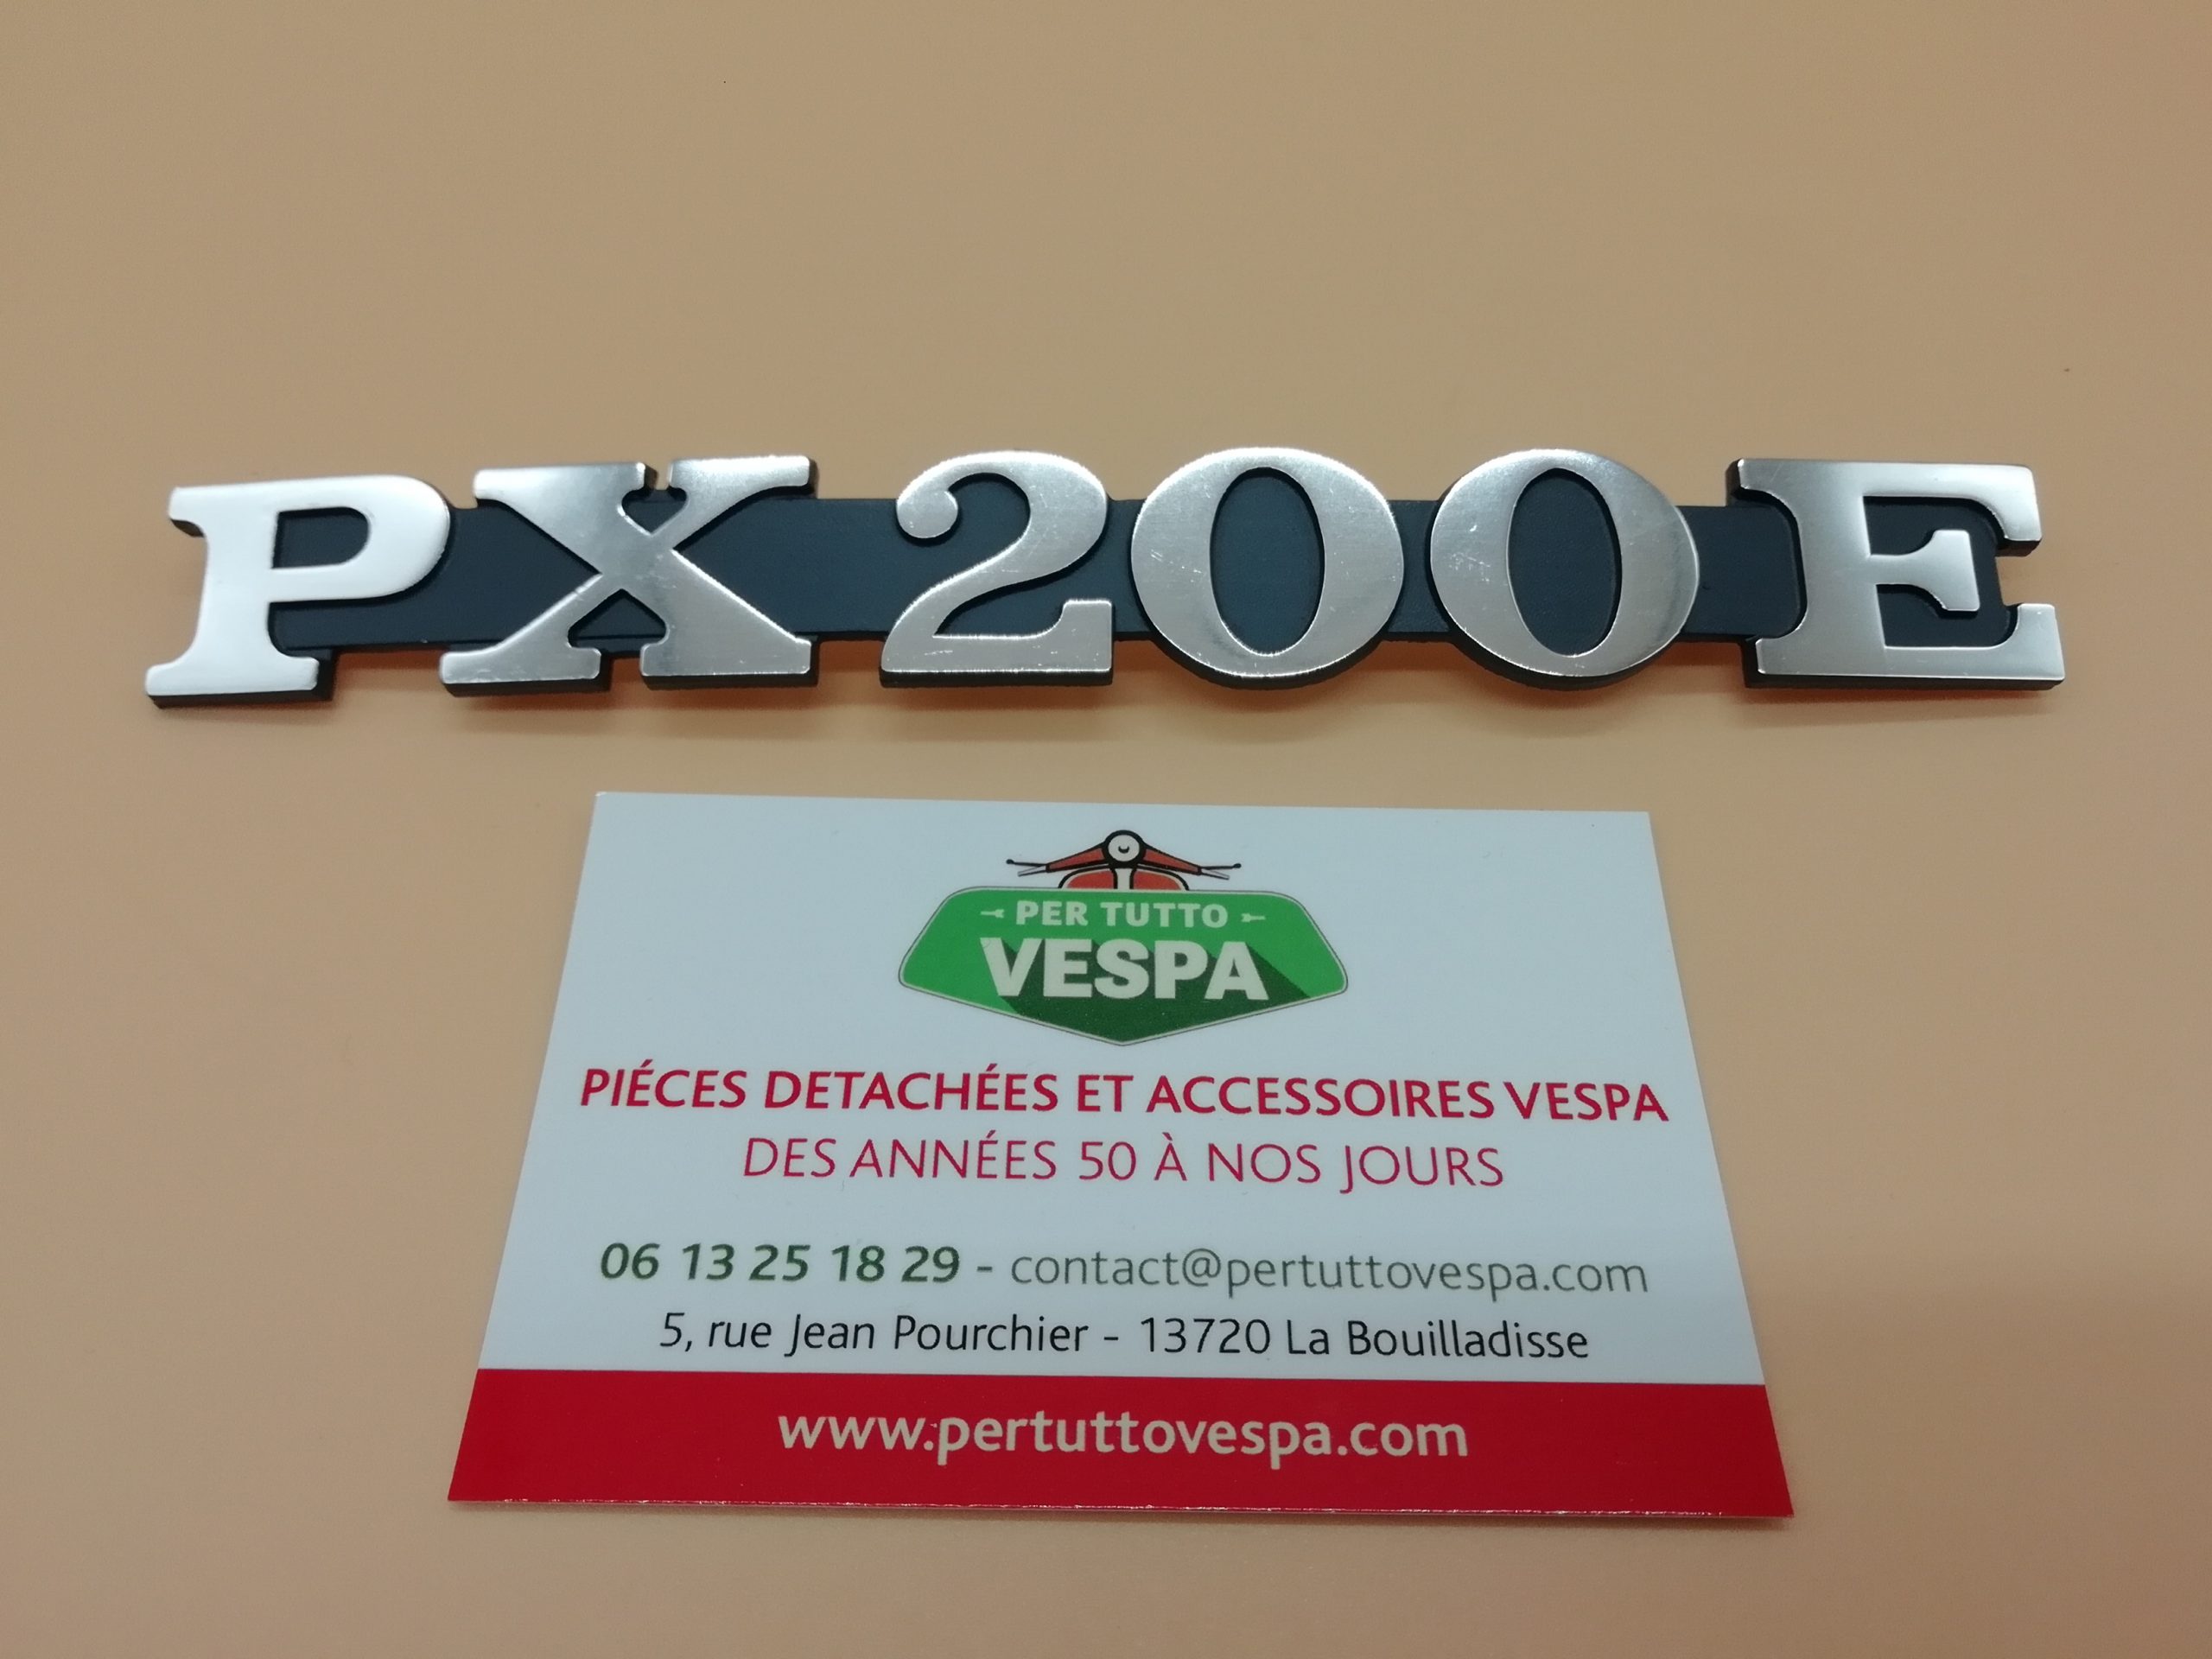 PX200E
PER TUTTO
VESPA
PIÉCES DETACHÉES ET ACCESSOIRES VESPA
DES ANNÉES 50 À NOS JOURS
06 13 25 18 29 - contact@pertuttovespa.com
5, rue Jean Pourchier - 13720 La Bouilladisse
www.pertuttovespa.com